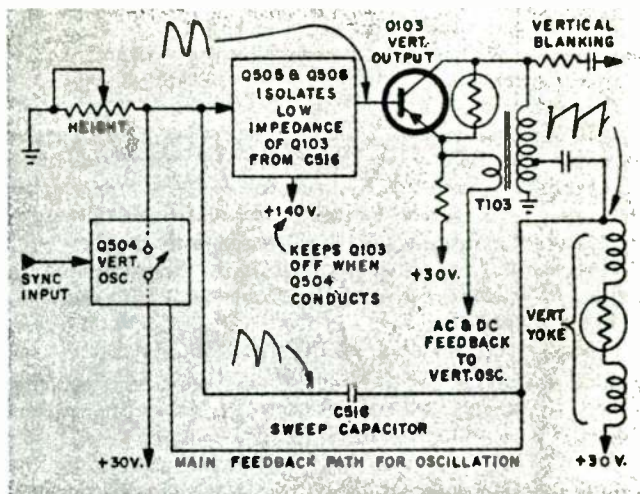 Q103
VERT.
OUTPUT
VERTICAL
BLANKING
Q505 & Q506
ISOLATES
LOW
IMPEDANCE
OF Q103
FROM C516
HEIGHT
T103
+140V.
Q504
VERT.
OSC.
SYNC
INPUT
KEEPS Q103
OFF WHEN
Q504
CONDUCTS
+30V.
AC & DC
FEEDBACK
TO
VERT. OSC.
VERT
YOKE
C516
SWEEP CAPACITOR
+30V.
MAIN FEEDBACK PATH FOR OSCILLATION
+30V.